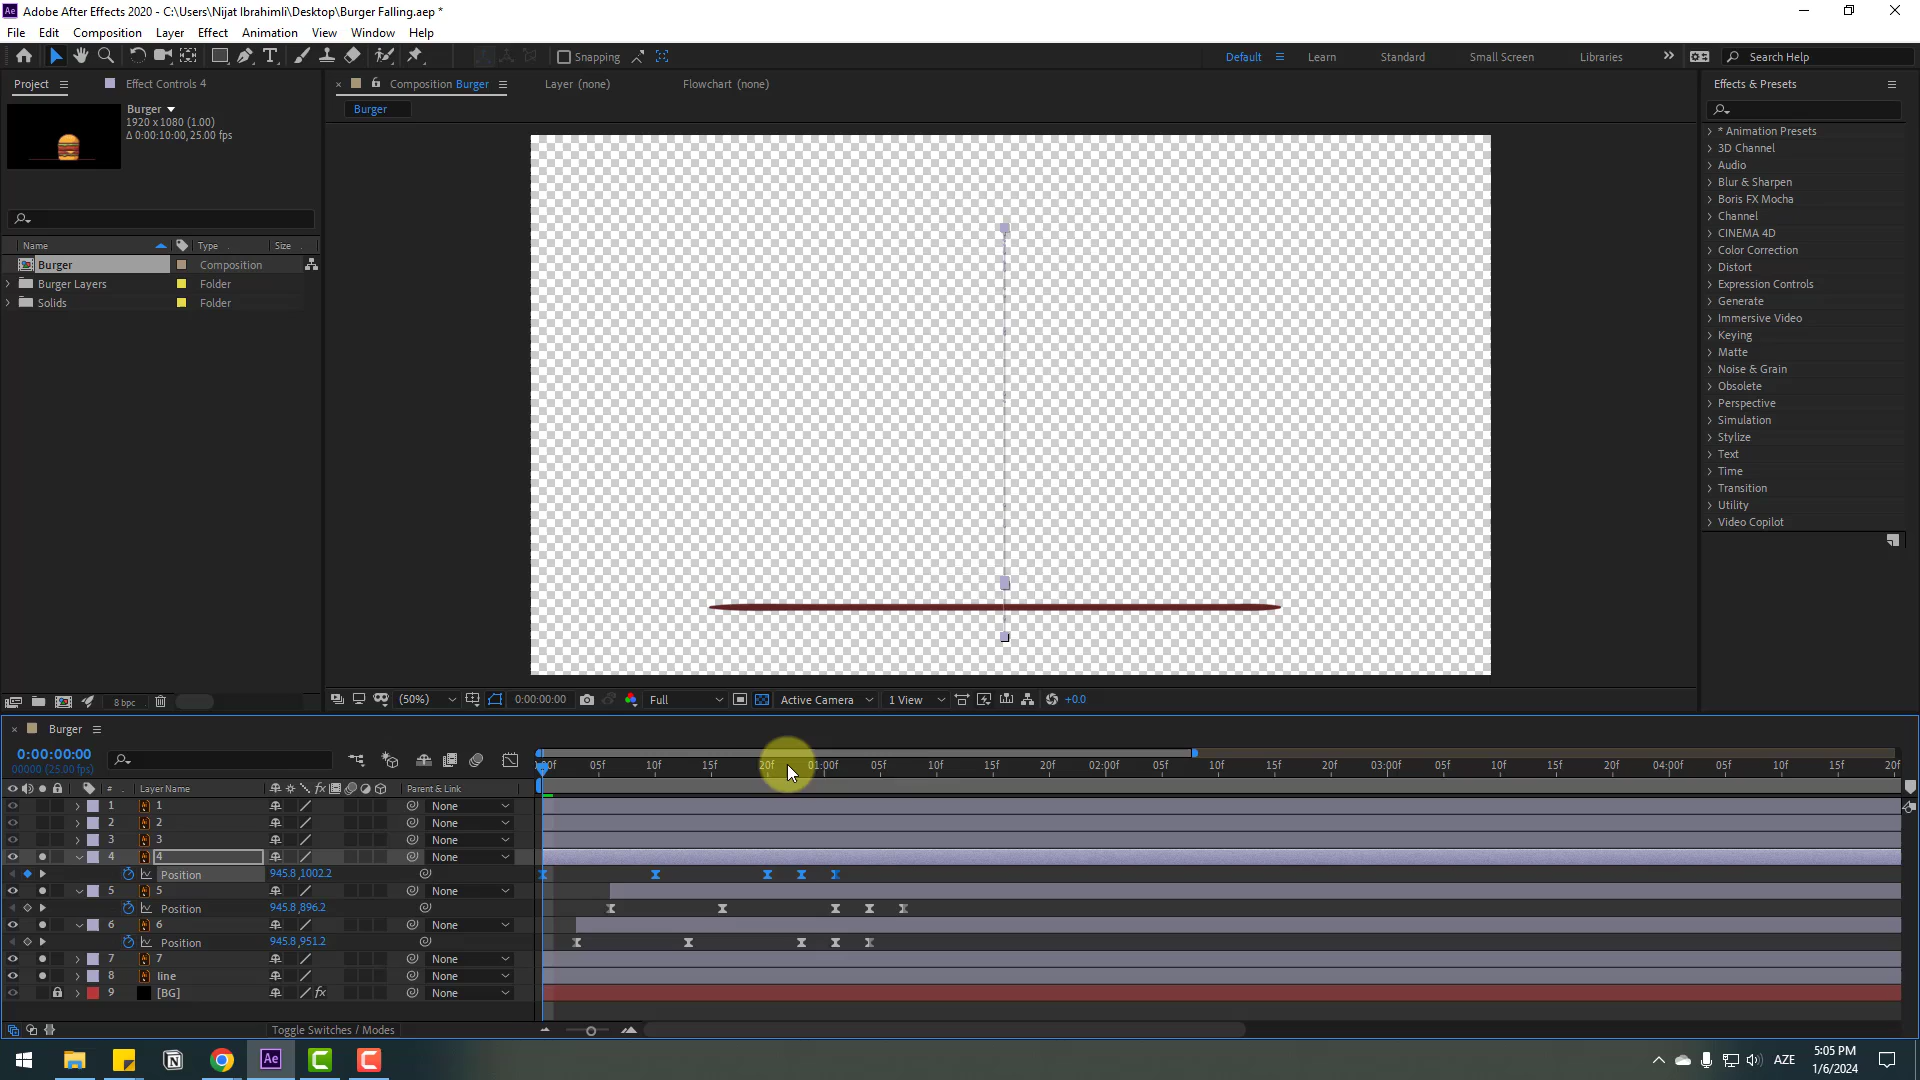 Adobe After Effects 2020 - C:\Users\Nijat Ibrahimli\Desktop\Burger Falling.aep *
File Edit Composition Layer Effect Animation View Window Help
Snapping Default Learn Standard Small Screen Libraries Search Help
Project Effect Controls 4 Composition Burger Layer (none) Flowchart (none) Effects & Presets
Burger
1920 x 1080 (1.00)
Δ 0:00:10:00, 25.00 fps
Burger
Name Type Size
Burger Composition
Burger Layers Folder
Solids Folder
* Animation Presets
3D Channel
Audio
Blur & Sharpen
Boris FX Mocha
Channel
CINEMA 4D
Color Correction
Distort
Expression Controls
Generate
Immersive Video
Keying
Matte
Noise & Grain
Obsolete
Perspective
Simulation
Stylize
Text
Time
Transition
Utility
Video Copilot
8 bpc (50%) 0:00:00:00 Full Active Camera 1 View +0.0
Burger
0:00:00:00
00000 (25.00 fps)
:00f 05f 10f 15f 20f 01:00f 05f 10f 15f 20f 02:00f 05f 10f 15f 20f 03:00f 05f 10f 15f 20f 04:00f 05f 10f 15f 20f
# Layer Name fx Parent & Link
1 1 None
2 2 None
3 3 None
4 4 None
Position 945.8,1002.2
5 5 None
Position 945.8,896.2
6 6 None
Position 945.8,951.2
7 7 None
8 line None
9 [BG] fx None
Toggle Switches / Modes
Ae AZE 5:05 PM
1/6/2024